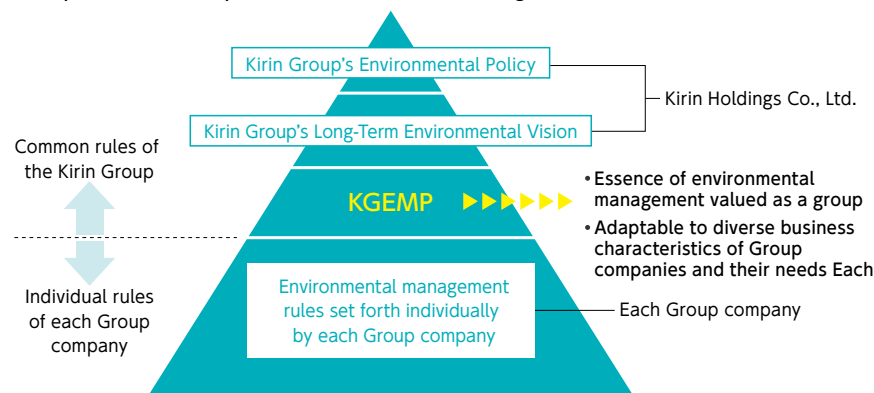 Kirin Group's Environmental Policy
Kirin Holdings Co., Ltd.
Kirin Group's Long-Term Environmental Vision
Common rules of
the Kirin Group
KGEMP
• Essence of environmental
management valued as a group
• Adaptable to diverse business
characteristics of Group
companies and their needs Each
Individual rules
of each Group
company
Environmental management
rules set forth individually
by each Group company
Each Group company